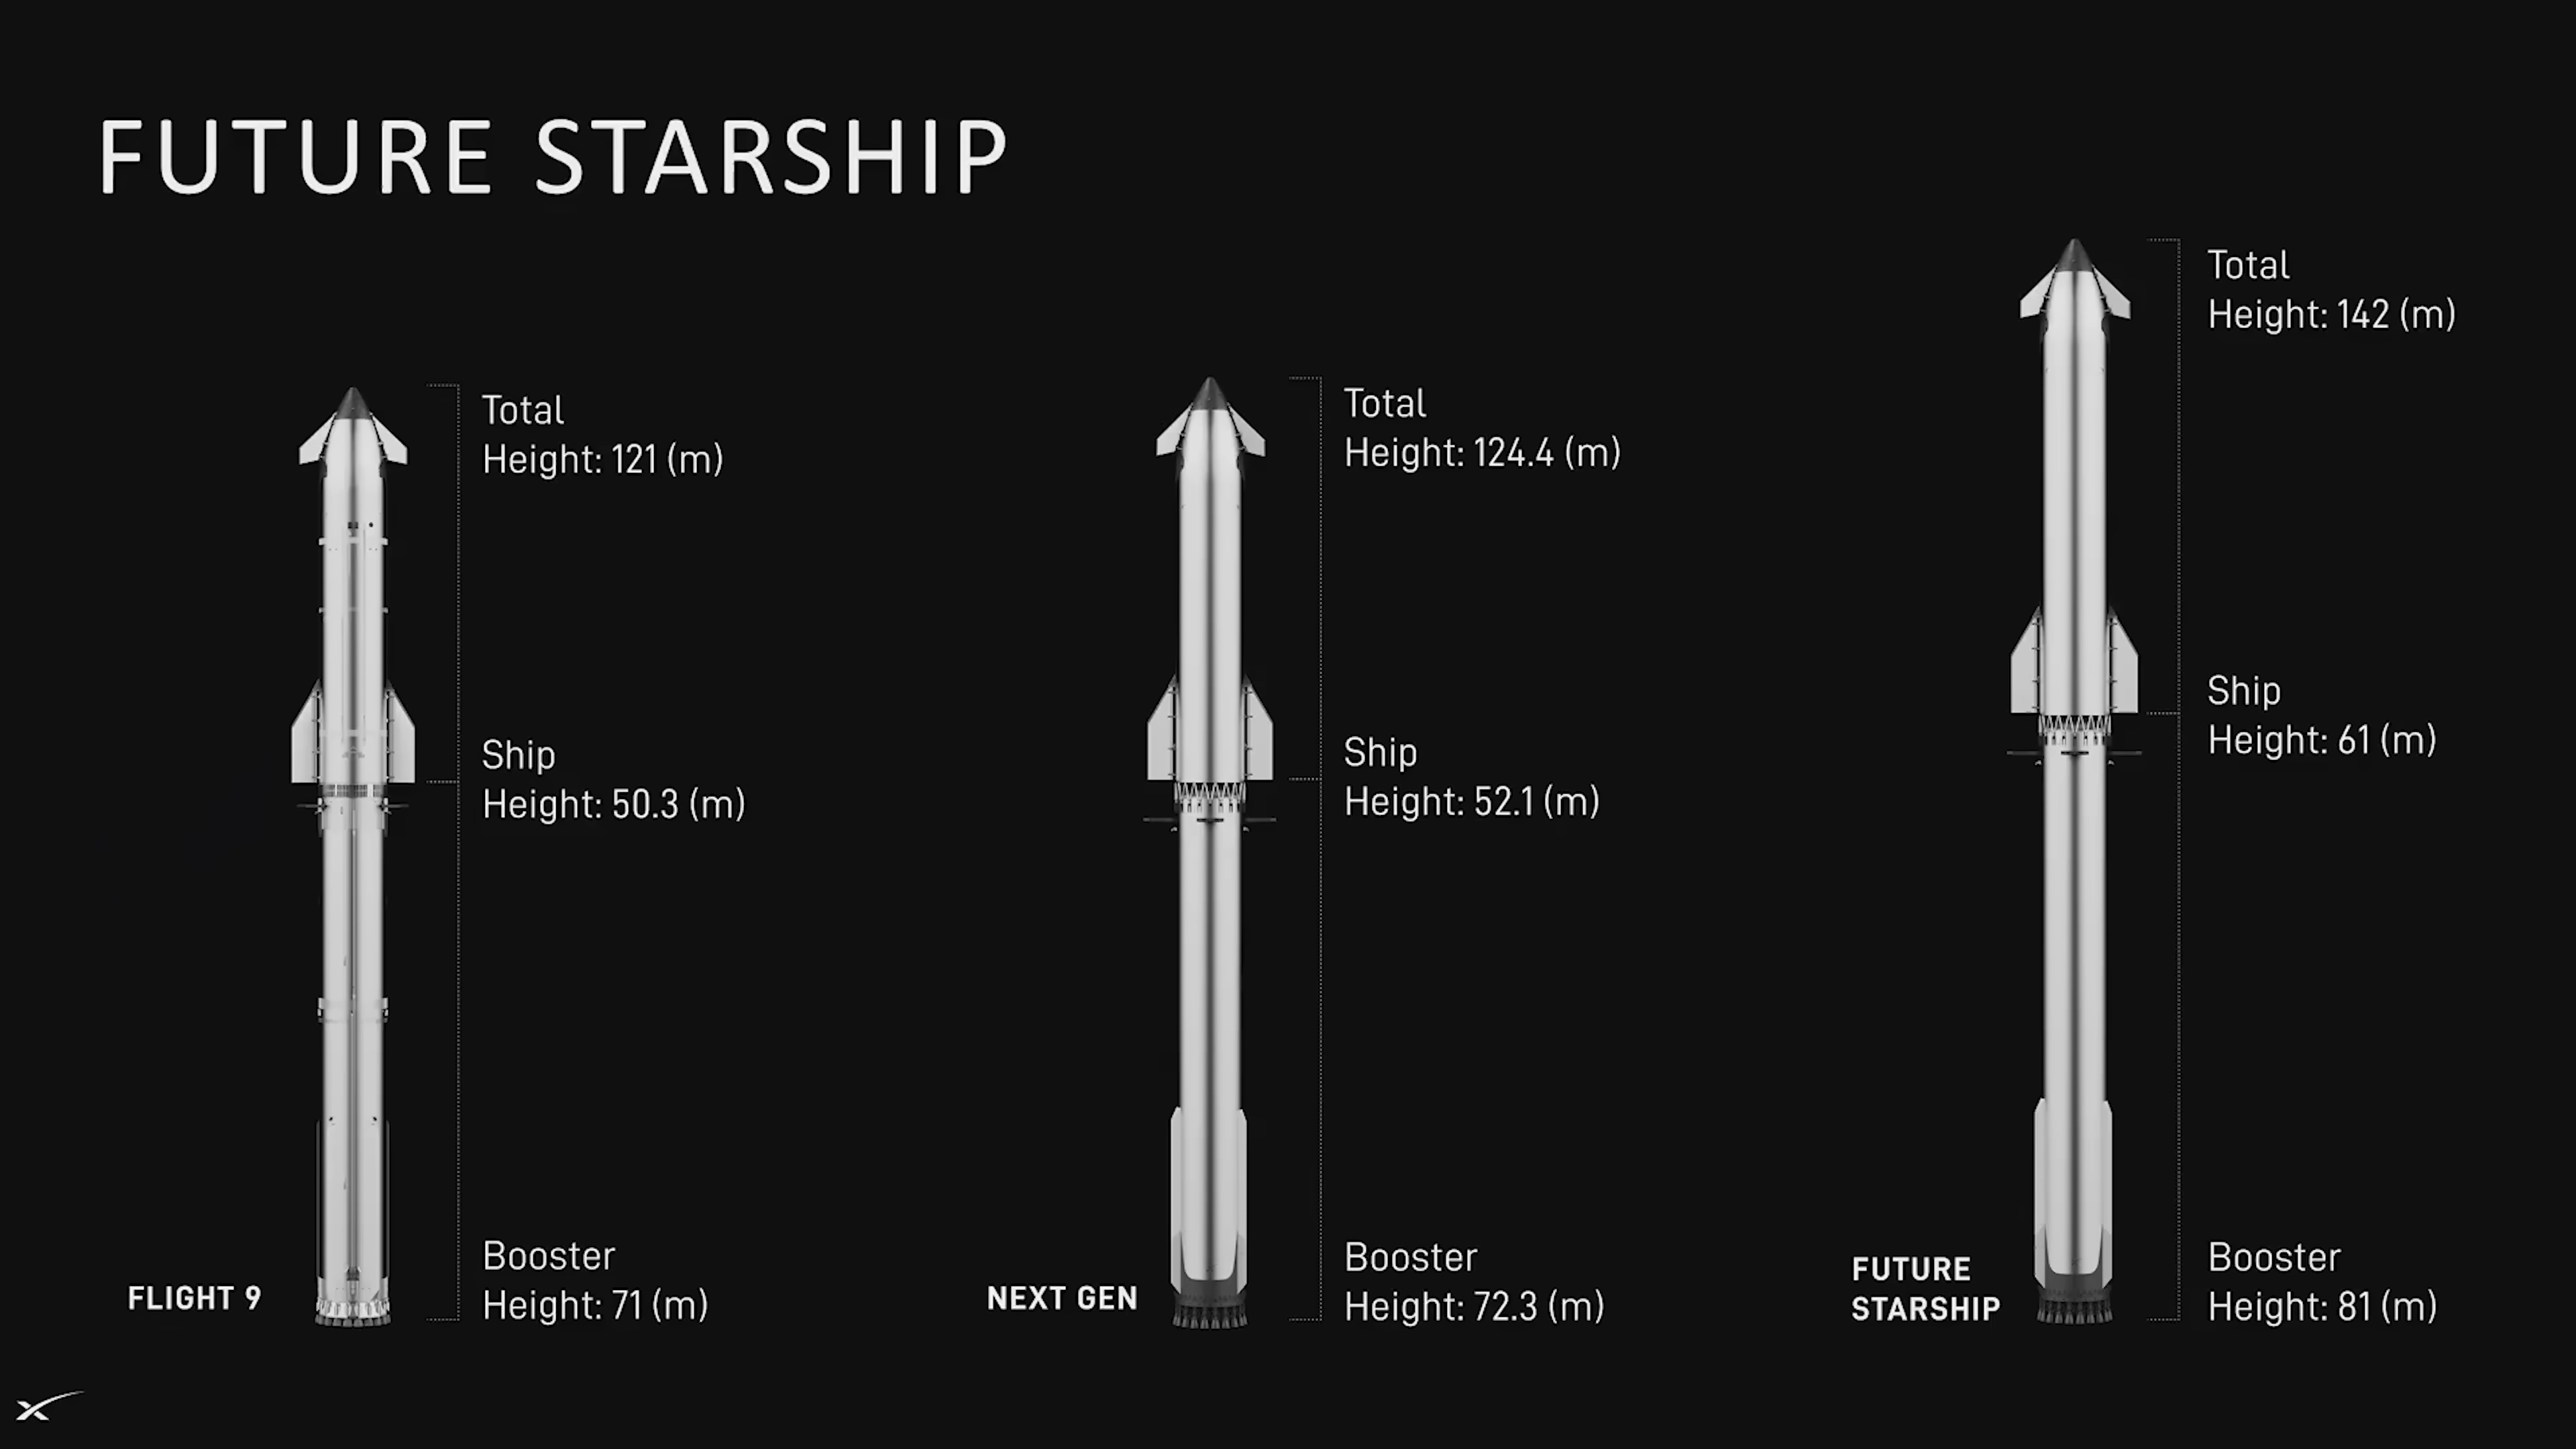 FUTURE STARSHIP
Total
Height: 121 (m)
Ship
Height: 50.3 (m)
Booster
Height: 71 (m)
FLIGHT 9
Total
Height: 124.4 (m)
Ship
Height: 52.1 (m)
Booster
Height: 72.3 (m)
NEXT GEN
Total
Height: 142 (m)
Ship
Height: 61 (m)
Booster
Height: 81 (m)
FUTURE
STARSHIP